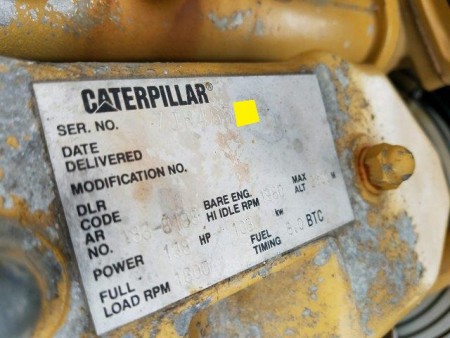 CATERPILLAR®
SER. NO.
DATE
DELIVERED
MODIFICATION NO.
DLR
CODE
AR
NO.
BARE ENG.
HI IDLE RPM
MAX
ALT
M
POWER
HP
kw
FULL
LOAD RPM
FUEL
TIMING
BTC